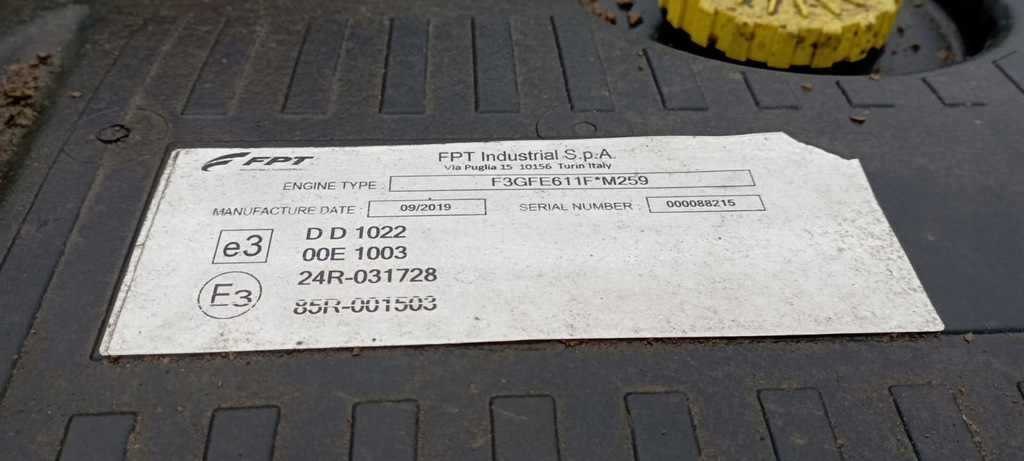 FPT
FPT Industrial S.p.A.
Via Puglia 15 10156 Turin Italy
ENGINE TYPE : F3GFE611F*M259
MANUFACTURE DATE : 09/2019 SERIAL NUMBER : 000088215
e3 D D 1022
00E 1003
E3 24R-031728
85R-001503